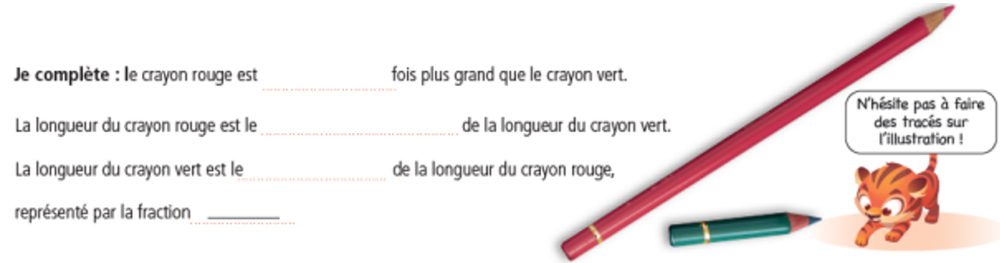 Je complète : le crayon rouge est fois plus grand que le crayon vert.
La longueur du crayon rouge est le de la longueur du crayon vert.
La longueur du crayon vert est le de la longueur du crayon rouge,
représenté par la fraction
N'hésite pas à faire
des tracés sur
l'illustration !